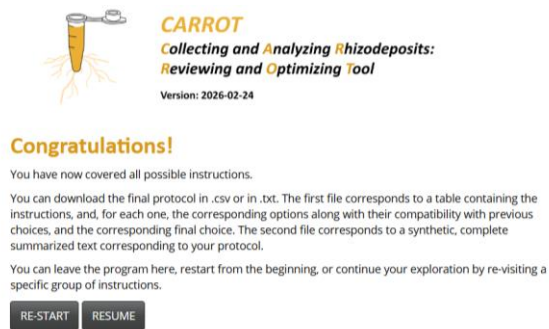 CARROT
Collecting and Analyzing Rhizodeposits:
Reviewing and Optimizing Tool
Version: 2026-02-24
Congratulations!
You have now covered all possible instructions.
You can download the final protocol in .csv or in .txt. The first file corresponds to a table containing the
instructions, and, for each one, the corresponding options along with their compatibility with previous
choices, and the corresponding final choice. The second file corresponds to a synthetic, complete
summarized text corresponding to your protocol.
You can leave the program here, restart from the beginning, or continue your exploration by re-visiting a
specific group of instructions.
RE-START RESUME